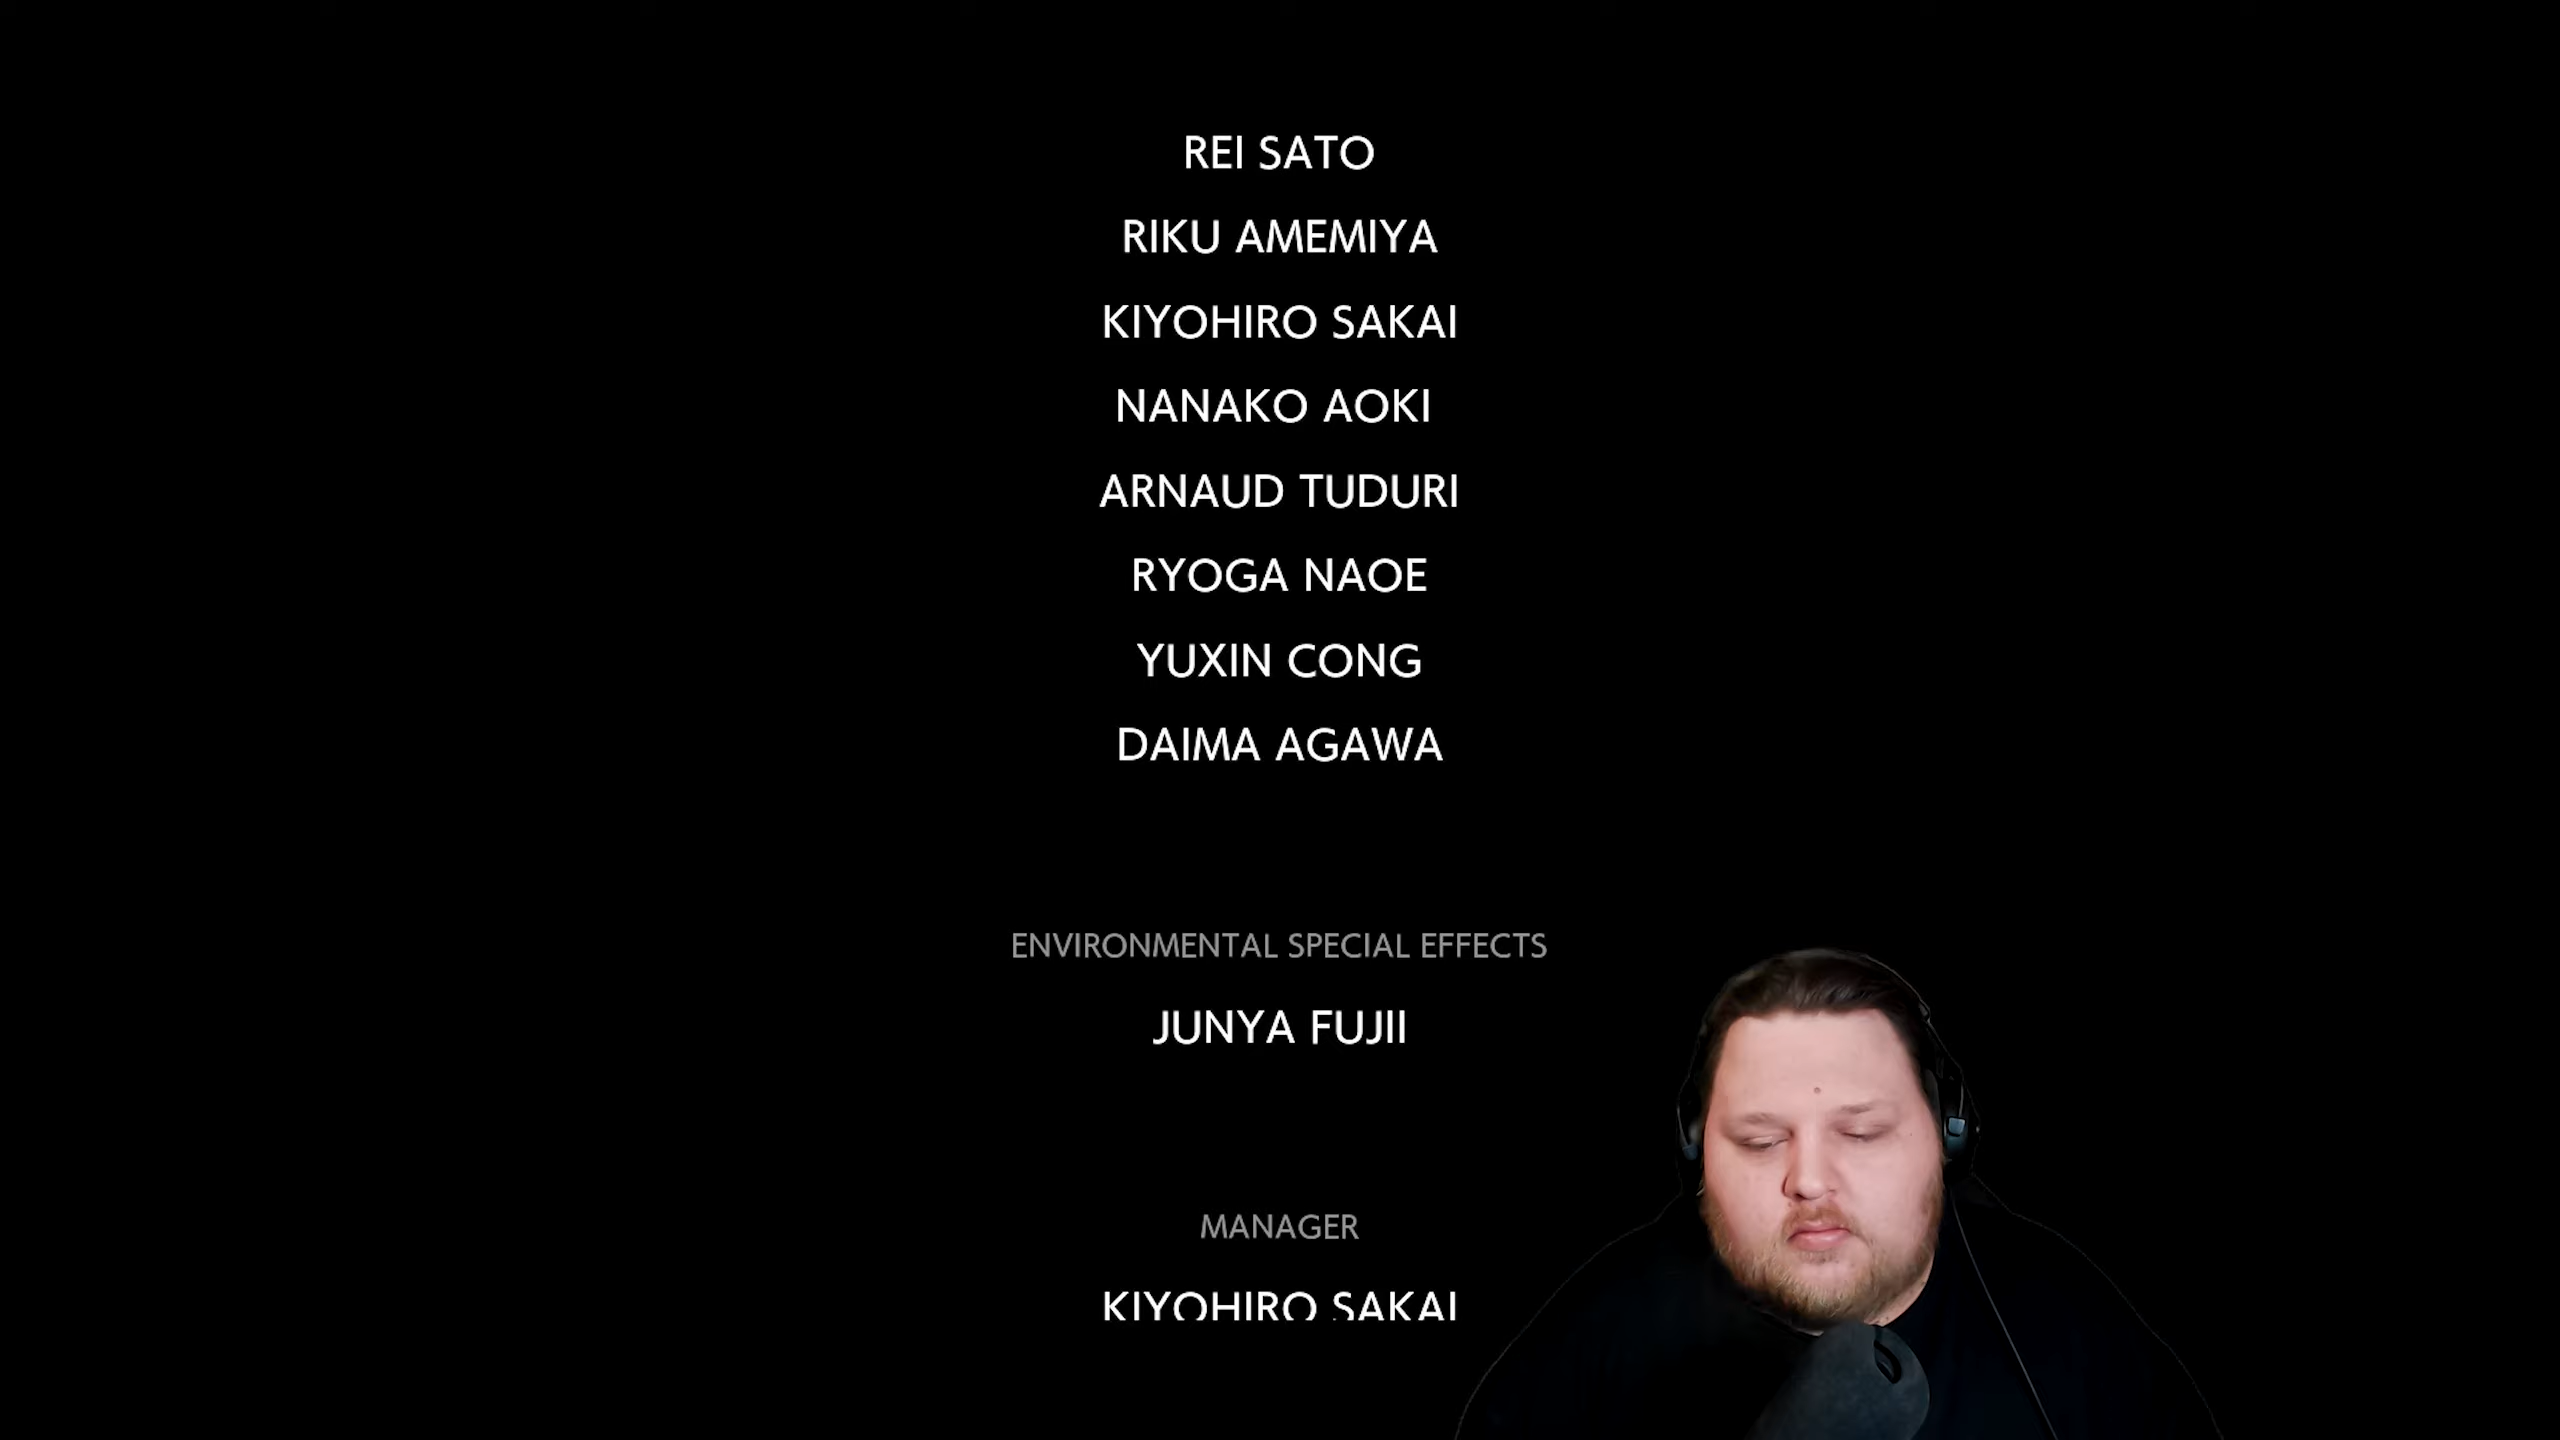 REI SATO
RIKU AMEMIYA
KIYOHIRO SAKAI
NANAKO AOKI
ARNAUD TUDURI
RYOGA NAOE
YUXIN CONG
DAIMA AGAWA
ENVIRONMENTAL SPECIAL EFFECTS
JUNYA FUJII
MANAGER
KIYOHIRO SAKAI